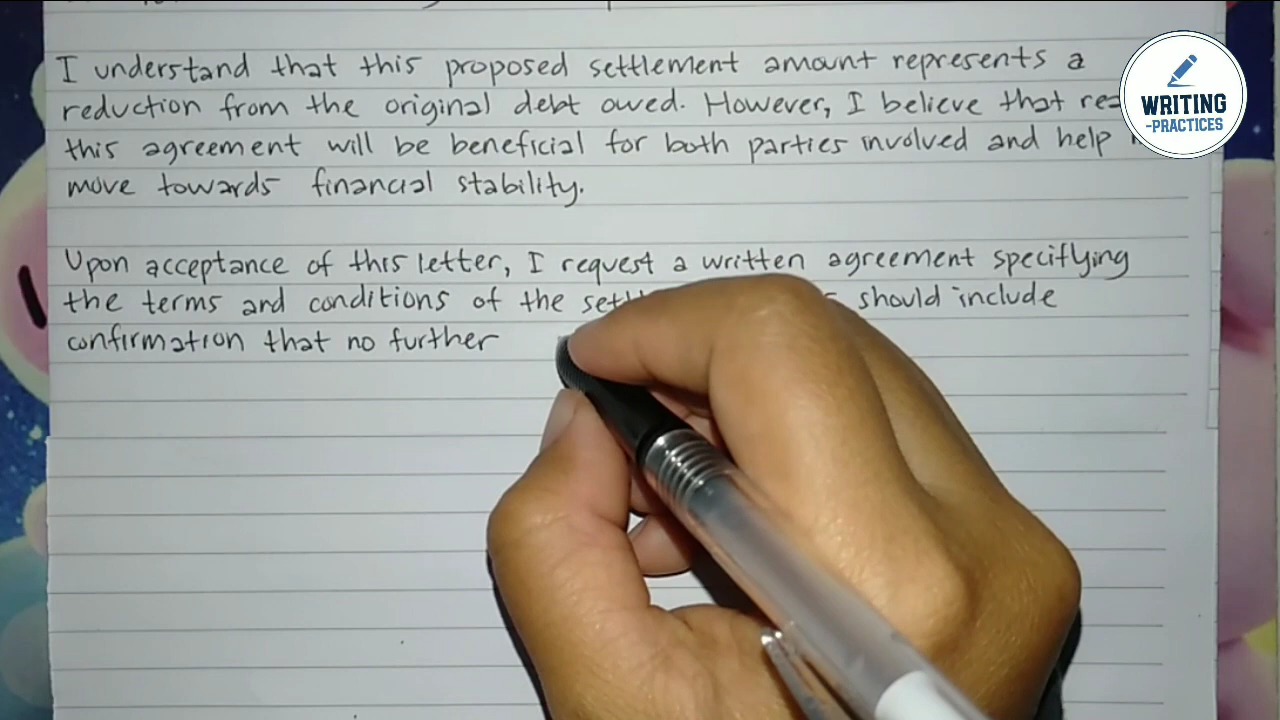 I understand that this proposed settlement amount represents a
reduction from the original debt owed. However, I believe that
this agreement will be beneficial for both parties involved and help
move towards financial stability.
Upon acceptance of this letter, I request a written agreement specifying
the terms and conditions of the should include
confirmation that no further
WRITING
-PRACTICES